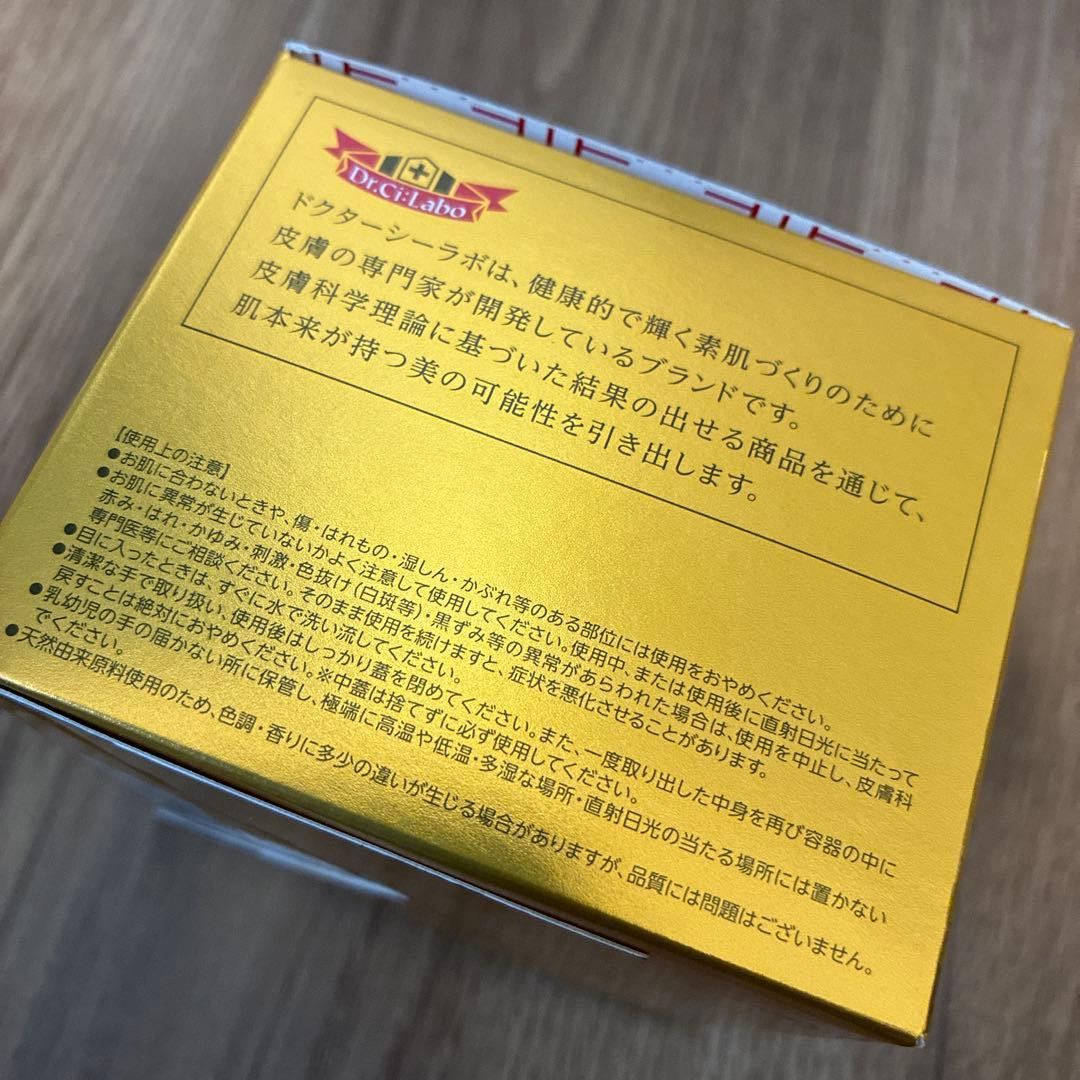 Dr.Ci:Labo
ドクターシーラボは、健康的で輝く素肌づくりのために
皮膚の専門家が開発しているブランドです。
皮膚科学理論に基づいた結果の出せる商品を通じて、
肌本来が持つ美の可能性を引き出します。
【使用上の注意】
●お肌に合わないときや、傷・はれもの・湿しん・かぶれ等のある部位には使用をおやめください。
●お肌に異常が生じていないかよく注意して使用してください。使用中、または使用後に直射日光に当たって
赤み・はれ・かゆみ・刺激・色抜け(白斑等)・黒ずみ等の異常があらわれた場合は、使用を中止し、皮膚科
専門医等にご相談ください。そのまま使用を続けますと、症状を悪化させることがあります。
●目に入ったときは、すぐに水で洗い流してください。
●清潔な手で取り扱い、使用後はしっかり蓋を閉めてください。また、一度取り出した中身を再び容器の中に
戻すことは絶対におやめください。※中蓋は捨てずに必ず使用してください。
●乳幼児の手の届かない所に保管し、極端に高温や低温・多湿な場所・直射日光の当たる場所には置かない
でください。
●天然由来原料使用のため、色調・香りに多少の違いが生じる場合がありますが、品質には問題はございません。